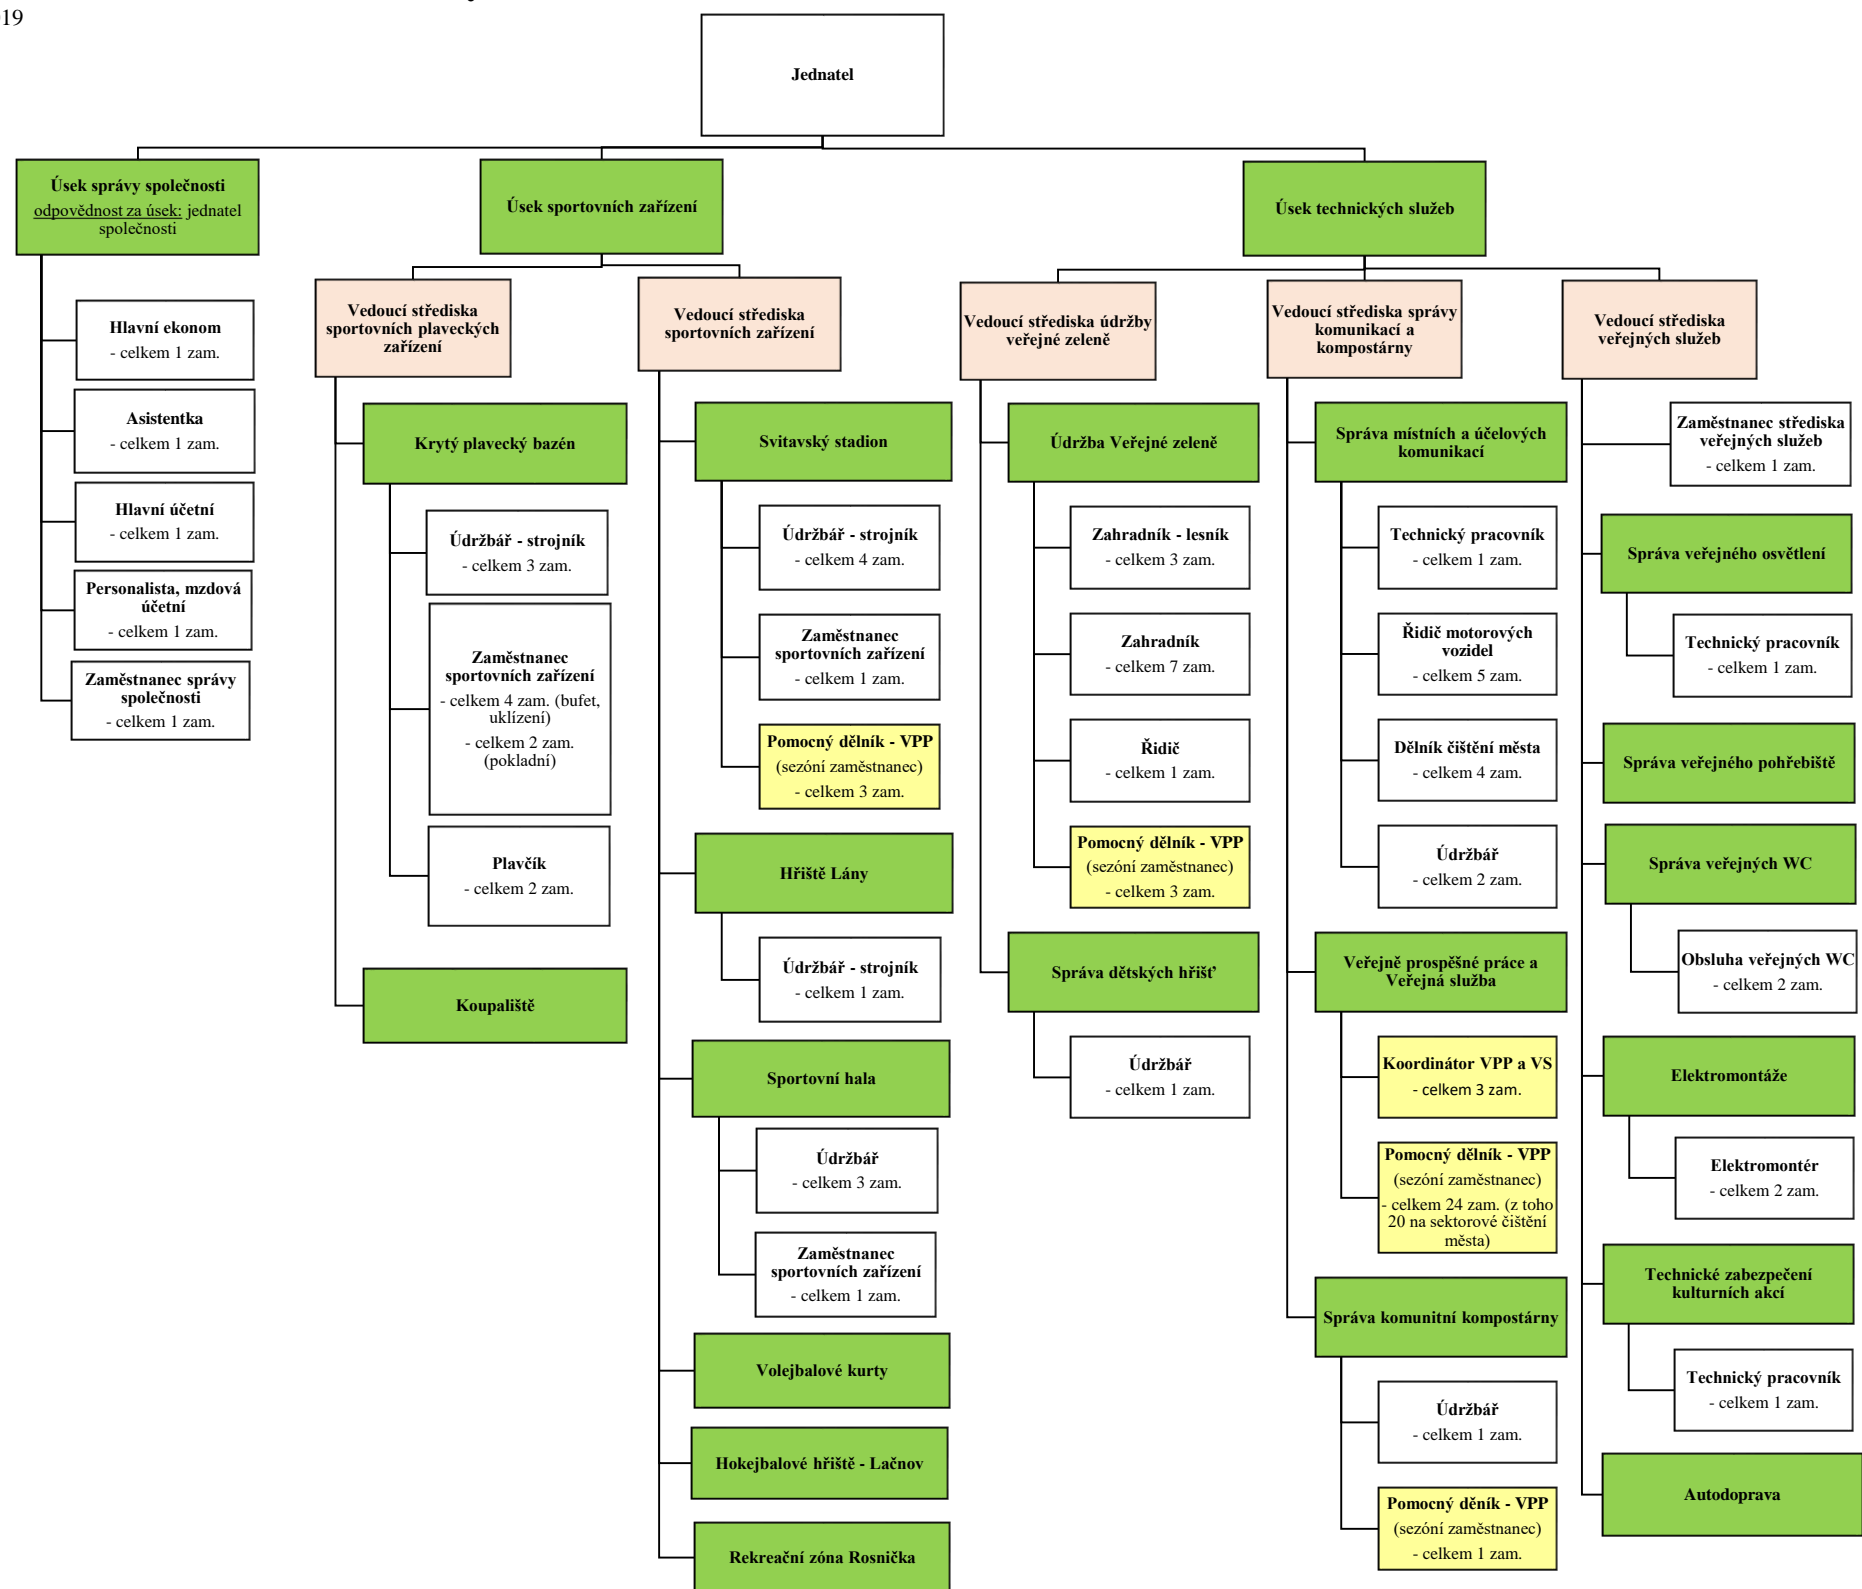 19
Jednatel
Úsek správy společnosti
odpovědnost za úsek: jednatel
společnosti
Úsek sportovních zařízení
Úsek technických služeb
Hlavní ekonom
- celkem 1 zam.
Asistentka
- celkem 1 zam.
Hlavní účetní
- celkem 1 zam.
Personalista, mzdová
účetní
- celkem 1 zam.
Zaměstnanec správy
společnosti
- celkem 1 zam.
Vedoucí střediska
sportovních plaveckých
zařízení
Krytý plavecký bazén
Údržbář - strojník
- celkem 3 zam.
Zaměstnanec
sportovních zařízení
- celkem 4 zam. (bufet,
uklízení)
- celkem 2 zam.
(pokladní)
Plavčík
- celkem 2 zam.
Koupaliště
Vedoucí střediska
sportovních zařízení
Svitavský stadion
Údržbář - strojník
- celkem 4 zam.
Zaměstnanec
sportovních zařízení
- celkem 1 zam.
Pomocný dělník - VPP
(sezóní zaměstnanec)
- celkem 3 zam.
Hřiště Lány
Údržbář - strojník
- celkem 1 zam.
Sportovní hala
Údržbář
- celkem 3 zam.
Zaměstnanec
sportovních zařízení
- celkem 1 zam.
Volejbalové kurty
Hokejbalové hřiště - Lačnov
Rekreační zóna Rosnička
Vedoucí střediska údržby
veřejné zeleně
Údržba Veřejné zeleně
Zahradník - lesník
- celkem 3 zam.
Zahradník
- celkem 7 zam.
Řidič
- celkem 1 zam.
Pomocný dělník - VPP
(sezóní zaměstnanec)
- celkem 3 zam.
Správa dětských hřišť
Údržbář
- celkem 1 zam.
Vedoucí střediska správy
komunikací a
kompostárny
Správa místních a účelových
komunikací
Technický pracovník
- celkem 1 zam.
Řidič motorových
vozidel
- celkem 5 zam.
Dělník čištění města
- celkem 4 zam.
Údržbář
- celkem 2 zam.
Veřejně prospěšné práce a
Veřejná služba
Koordinátor VPP a VS
- celkem 3 zam.
Pomocný dělník - VPP
(sezóní zaměstnanec)
- celkem 24 zam. (z toho
20 na sektorové čištění
města)
Správa komunitní kompostárny
Údržbář
- celkem 1 zam.
Pomocný děník - VPP
(sezóní zaměstnanec)
- celkem 1 zam.
Vedoucí střediska
veřejných služeb
Zaměstnanec střediska
veřejných služeb
- celkem 1 zam.
Správa veřejného osvětlení
Technický pracovník
- celkem 1 zam.
Správa veřejného pohřebiště
Správa veřejných WC
Obsluha veřejných WC
- celkem 2 zam.
Elektromontáže
Elektromontér
- celkem 2 zam.
Technické zabezpečení
kulturních akcí
Technický pracovník
- celkem 1 zam.
Autodoprava